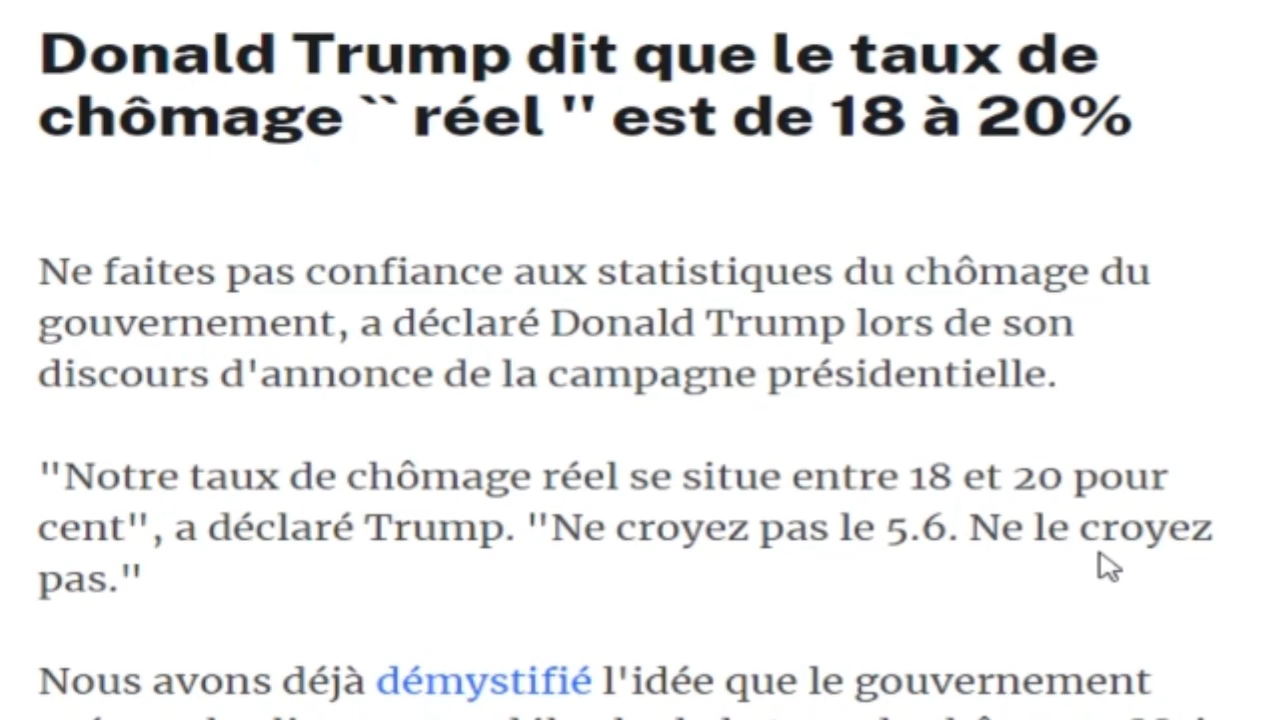 Donald Trump dit que le taux de
chômage `` réel '' est de 18 à 20%
Ne faites pas confiance aux statistiques du chômage du
gouvernement, a déclaré Donald Trump lors de son
discours d'annonce de la campagne présidentielle.
"Notre taux de chômage réel se situe entre 18 et 20 pour
cent", a déclaré Trump. "Ne croyez pas le 5.6. Ne le croyez
pas."
Nous avons déjà démystifié l'idée que le gouvernement